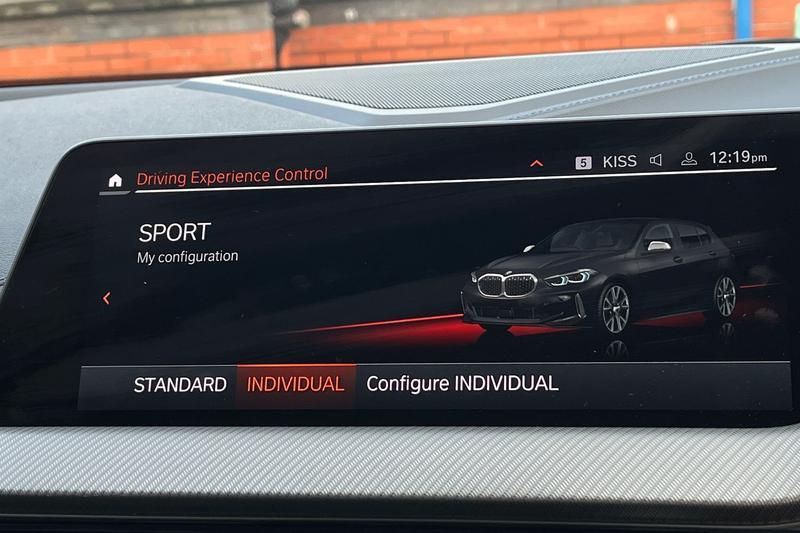 Driving Experience Control
5 KISS 12:19pm
SPORT
My configuration
STANDARD INDIVIDUAL Configure INDIVIDUAL